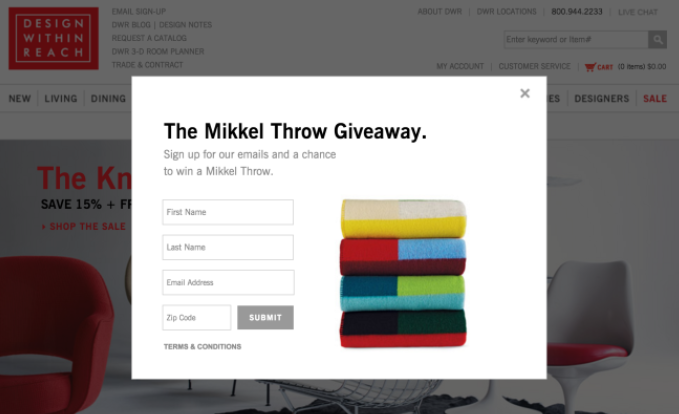 DESIGN
WITHIN
REACH
EMAIL SIGN-UP
DWR BLOG | DESIGN NOTES
REQUEST A CATALOG
DWR 3-D ROOM PLANNER
TRADE & CONTRACT
ABOUT DWR | DWR LOCATIONS | 800.944.2233 | LIVE CHAT
Enter keyword or item#
MY ACCOUNT | CUSTOMER SERVICE | CART (0 items) $0.00
NEW | LIVING | DINING
ES | DESIGNERS | SALE
The Kn
SAVE 15% + FR
SHOP THE SALE
The Mikkel Throw Giveaway.
Sign up for our emails and a chance
to win a Mikkel Throw.
First Name
Last Name
Email Address
Zip Code
SUBMIT
TERMS & CONDITIONS